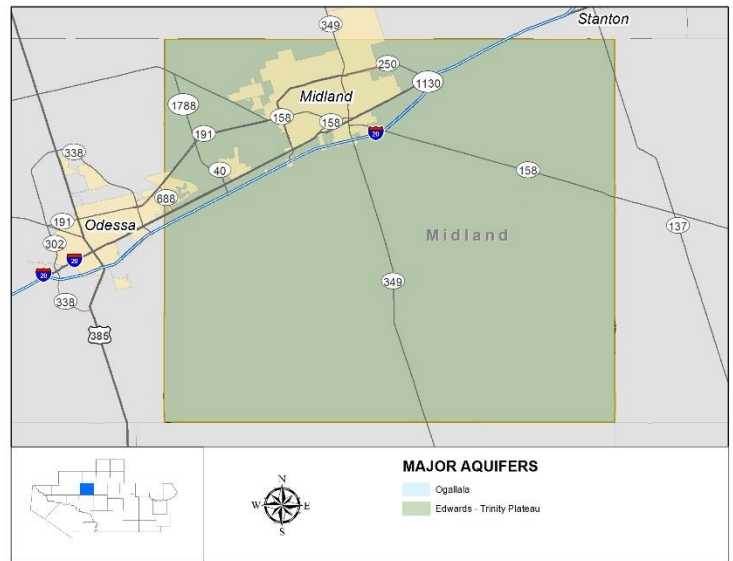 Stanton
349
250
1130
Midland
1788
158
158
191
20
338
40
158
688
191
Odessa
Midland
137
302
20
20
349
338
385
MAJOR AQUIFERS
Ogallala
Edwards - Trinity Plateau
N
W E
S